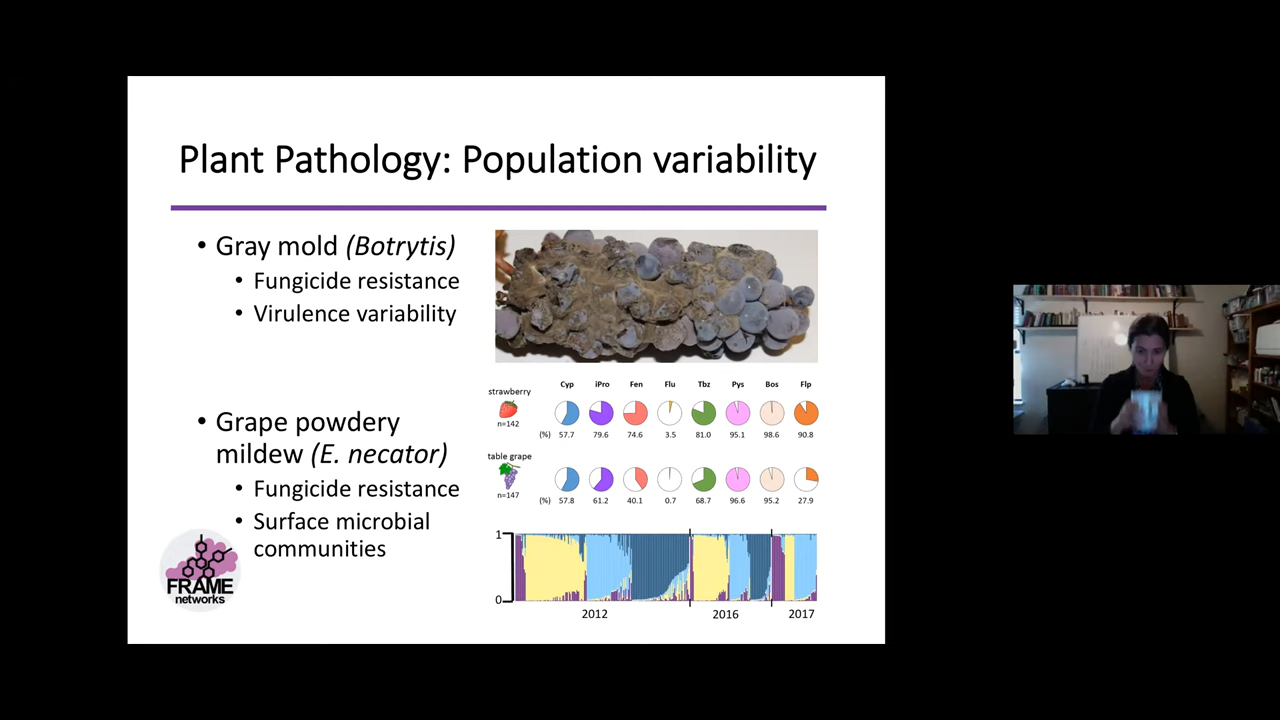 Plant Pathology: Population variability
• Gray mold (Botrytis)
• Fungicide resistance
• Virulence variability
• Grape powdery
mildew (E. necator)
• Fungicide resistance
• Surface microbial
communities
FRAME
networks
Cyp iPro Fen Flu Tbz Pys Bos Flp
strawberry
n=142
(%) 57.7 79.6 74.6 3.5 81.0 95.1 98.6 90.8
table grape
n=147
(%) 57.8 61.2 40.1 0.7 68.7 96.6 95.2 27.9
1
0
2012 2016 2017